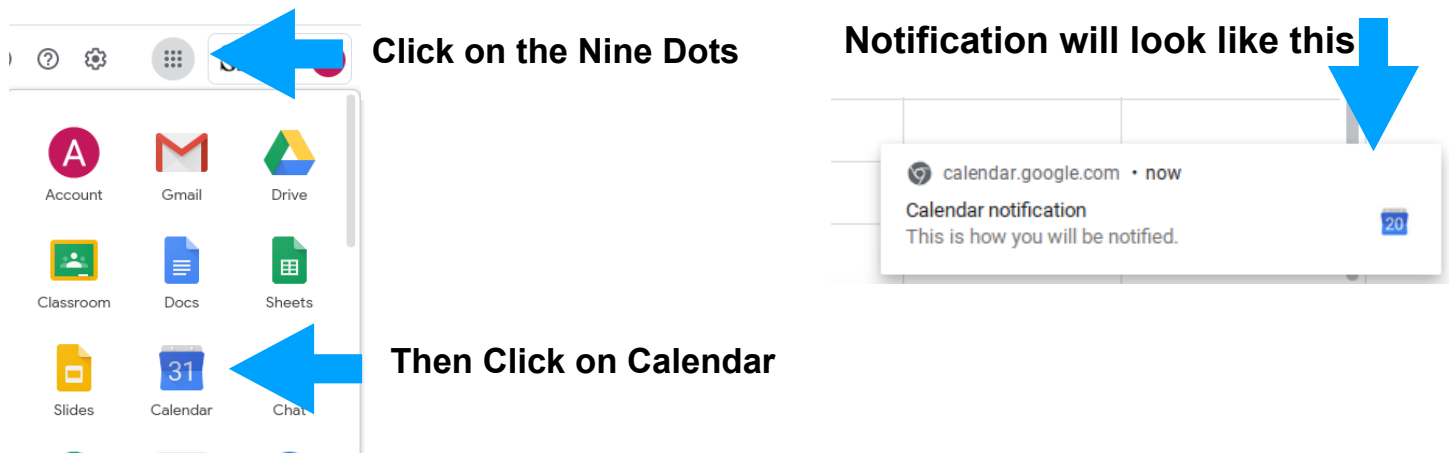 Click on the Nine Dots
A
Account
Gmail
Drive
Classroom
Docs
Sheets
31
Slides
Calendar
Chat
Then Click on Calendar
Notification will look like this
calendar.google.com • now
Calendar notification
This is how you will be notified.
20